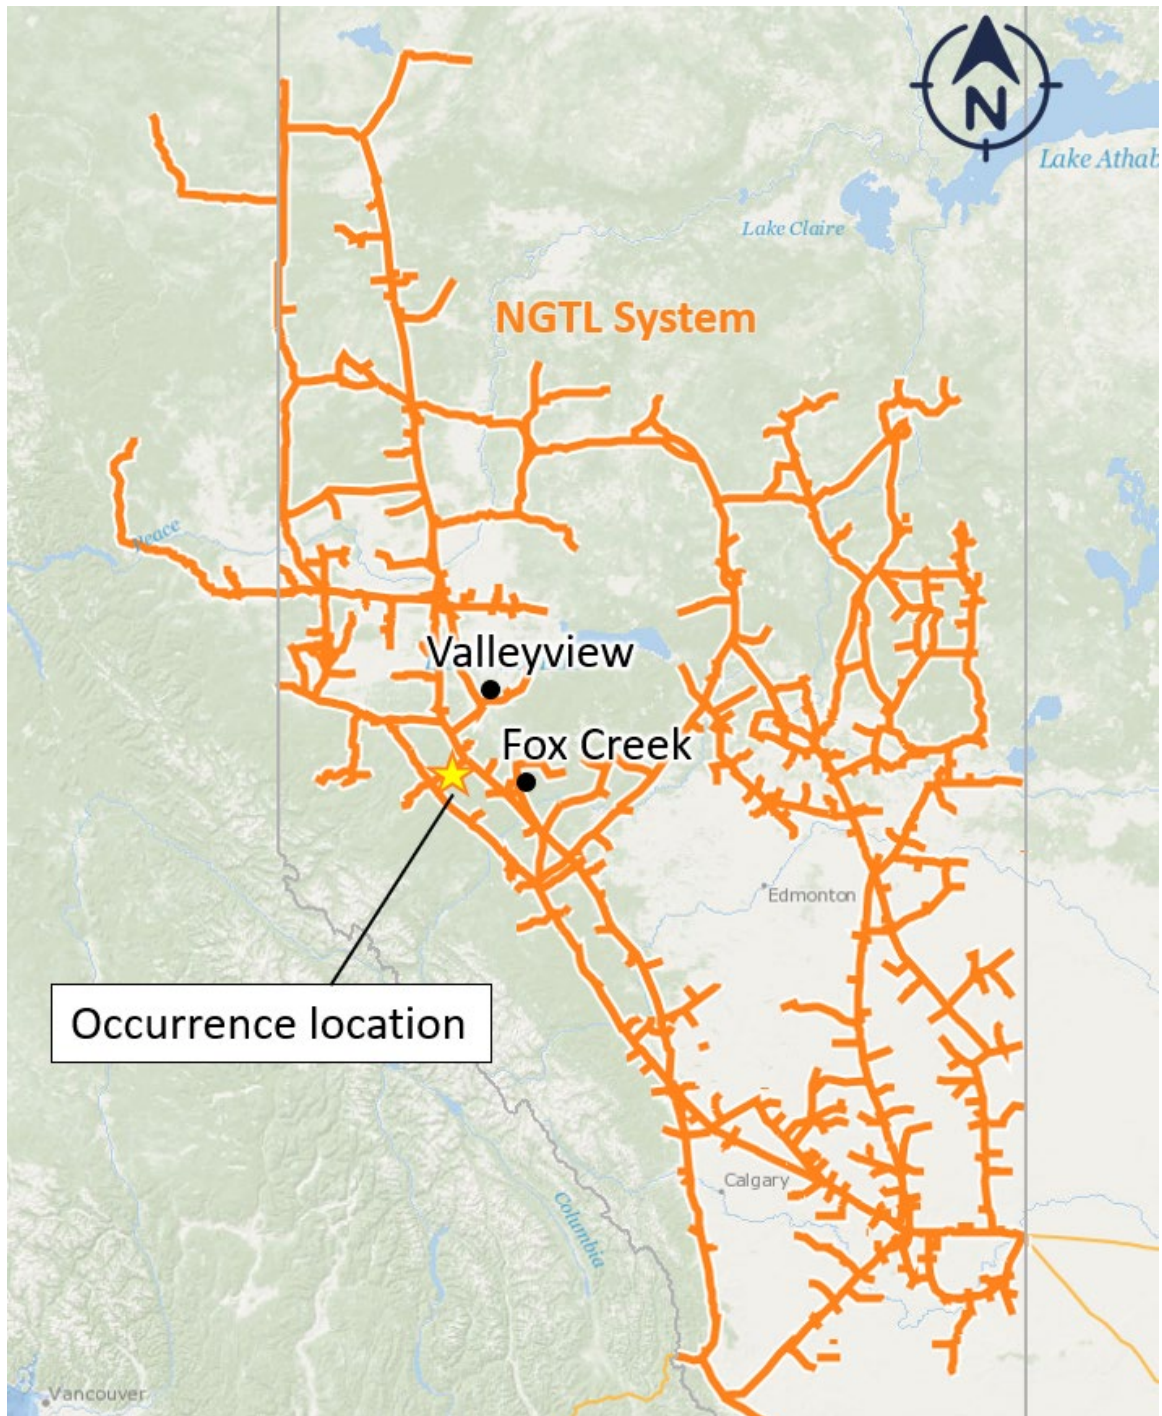 N
Lake Athab
Lake Claire
NGTL System
Peace
Valleyview
Fox Creek
Edmonton
Occurrence location
Calgary
Columbia
Vancouver